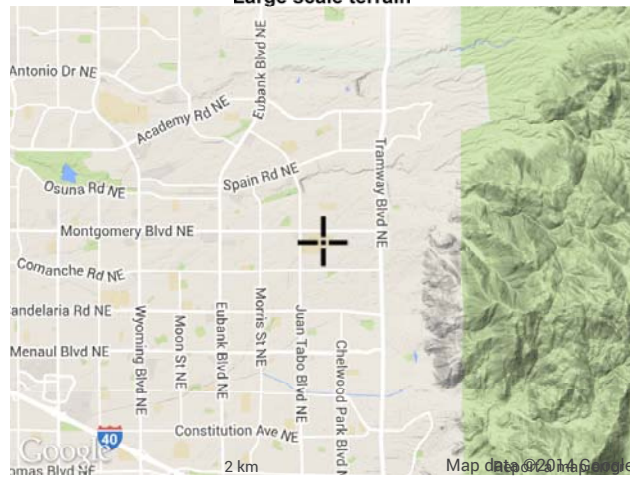 Large scale terrain
Antonio Dr NE
Eubank Blvd NE
Academy Rd NE
Tramway Blvd NE
Spain Rd NE
Osuna Rd NE
Montgomery Blvd NE
Comanche Rd NE
andelaria Rd NE
Wyoming Blvd NE
Moon St NE
Eubank Blvd NE
Morris St NE
Juan Tabo Blvd NE
Chelwood Park Blvd N
Menaul Blvd NE
40
Constitution Ave NE
Google
omas Blvd NE
2 km
Map data ©2014 Google
Report a map error